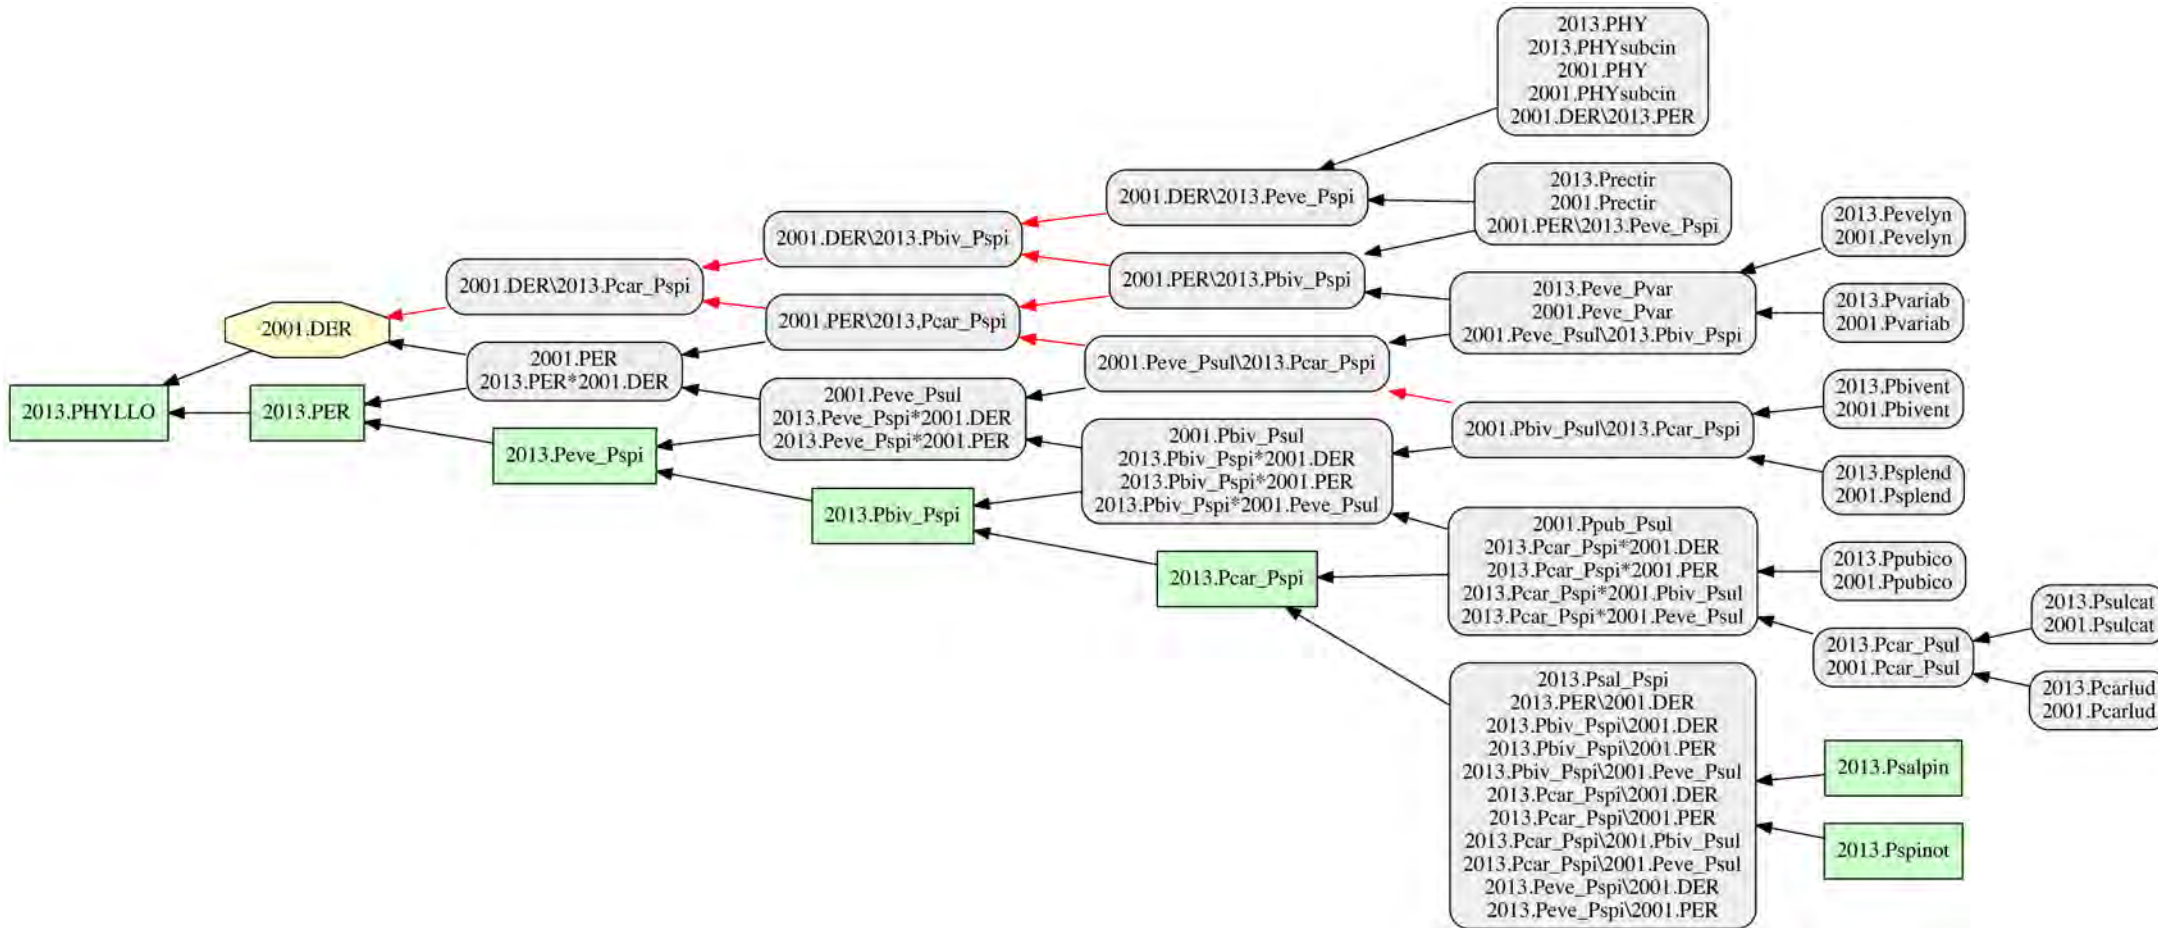 2013.PHYLLO
2001.DER
2013.PER
2001.DER\2013.Pcar_Pspi
2001.PER
2013.PER*2001.DER
2013.Peve_Pspi
2001.DER\2013.Pbiv_Pspi
2001.PER\2013,Pcar_Pspi
2001.Peve_Psul
2013.Peve_Pspi*2001.DER
2013.Peve_Pspi*2001.PER
2013.Pbiv_Pspi
2001.DER\2013.Peve_Pspi
2001.PER\2013.Pbiv_Pspi
2001.Peve_Psul\2013.Pcar_Pspi
2001.Pbiv_Psul
2013.Pbiv_Pspi*2001.DER
2013.Pbiv_Pspi*2001.PER
2013.Pbiv_Pspi*2001.Peve_Psul
2013.Pcar_Pspi
2013.PHY
2013.PHYsubcin
2001.PHY
2001.PHYsubcin
2001.DER\2013.PER
2013.Prectir
2001.Prectir
2001.PER\2013.Peve_Pspi
2013.Peve_Pvar
2001.Peve_Pvar
2001.Peve_Psul\2013.Pbiv_Pspi
2001.Pbiv_Psul\2013.Pcar_Pspi
2001.Ppub_Psul
2013.Pcar_Pspi*2001.DER
2013.Pcar_Pspi*2001.PER
2013.Pcar_Pspi*2001.Pbiv_Psul
2013.Pcar_Pspi*2001.Peve_Psul
2013.Psal_Pspi
2013.PER\2001.DER
2013.Pbiv_Pspi\2001.DER
2013.Pbiv_Pspi\2001.PER
2013.Pbiv_Pspi\2001.Peve_Psul
2013.Pcar_Pspi\2001.DER
2013.Pcar_Pspi\2001.PER
2013.Pcar_Pspi\2001.Pbiv_Psul
2013.Pcar_Pspi\2001.Peve_Psul
2013.Peve_Pspi\2001.DER
2013.Peve_Pspi\2001.PER
2013.Pevelyn
2001.Pevelyn
2013.Pvariab
2001.Pvariab
2013.Pbivent
2001.Pbivent
2013.Psplend
2001.Psplend
2013.Ppubico
2001.Ppubico
2013.Pcar_Psul
2001.Pcar_Psul
2013.Psalpin
2013.Pspinot
2013.Psulcat
2001.Psulcat
2013.Pcarlud
2001.Pcarlud